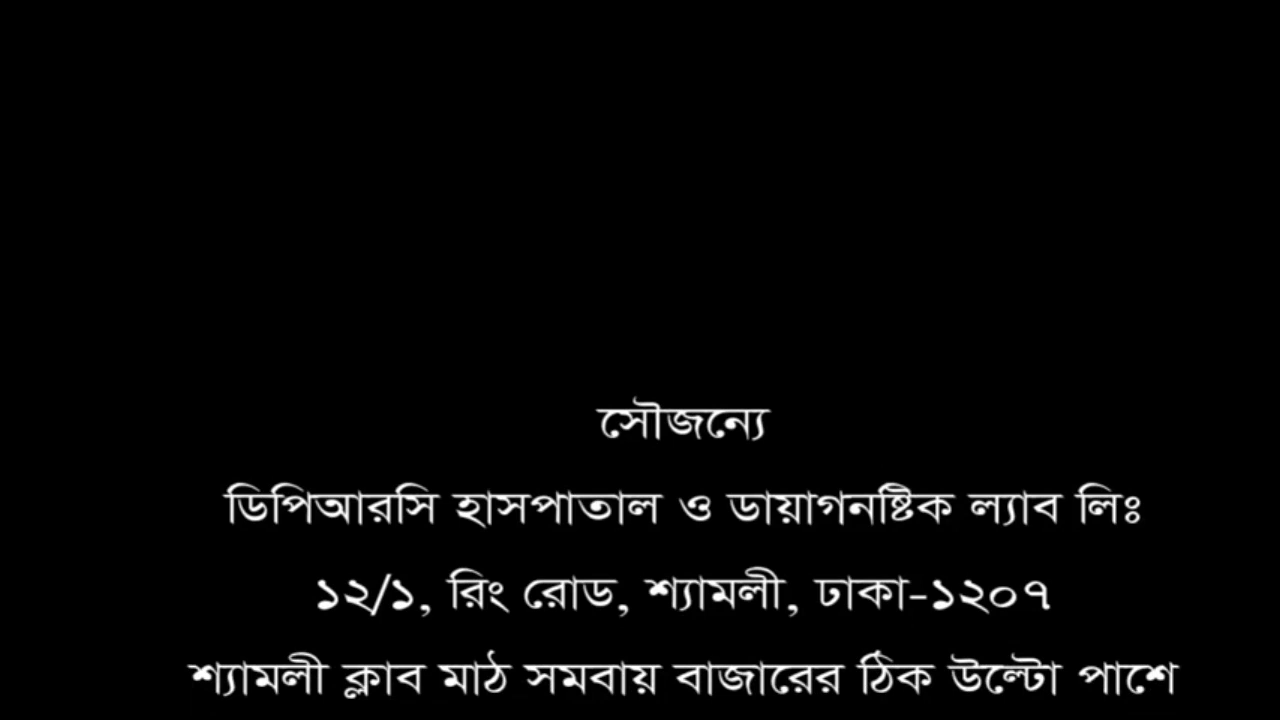 সৌজন্যে
ডিপিআরসি হাসপাতাল ও ডায়াগনষ্টিক ল্যাব লিঃ
১২/১, রিং রোড, শ্যামলী, ঢাকা-১২০৭
শ্যামলী ক্লাব মাঠ সমবায় বাজারের ঠিক উল্টো পাশে